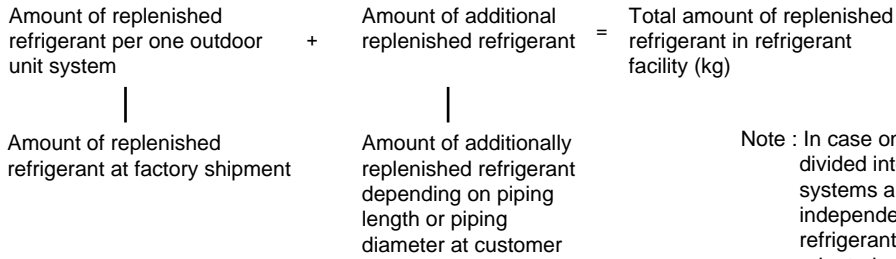 Amount of replenished
refrigerant per one outdoor
unit system
+
Amount of additional
replenished refrigerant
=
Total amount of replenished
refrigerant in refrigerant
facility (kg)
Amount of replenished
refrigerant at factory shipment
Amount of additionally
replenished refrigerant
depending on piping
length or piping
diameter at customer
Note : In case
divided
systems
independe
refrigerant